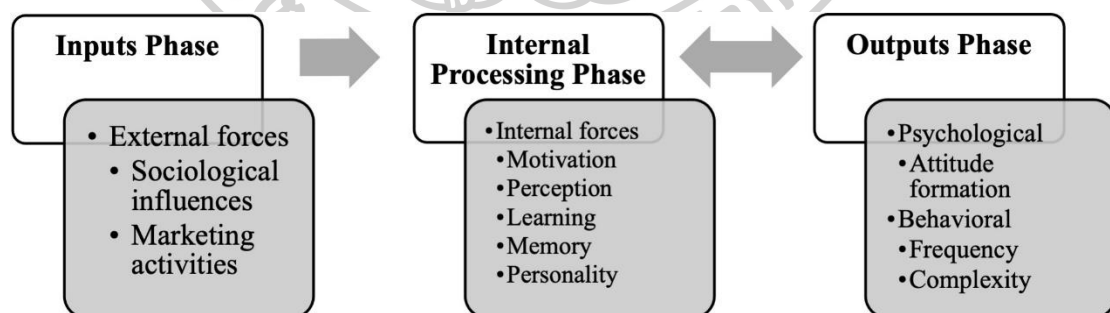 Inputs Phase
• External forces
• Sociological
influences
• Marketing
activities
Internal
Processing Phase
•Internal forces
•Motivation
•Perception
•Learning
•Memory
•Personality
Outputs Phase
•Psychological
•Attitude
formation
•Behavioral
•Frequency
•Complexity